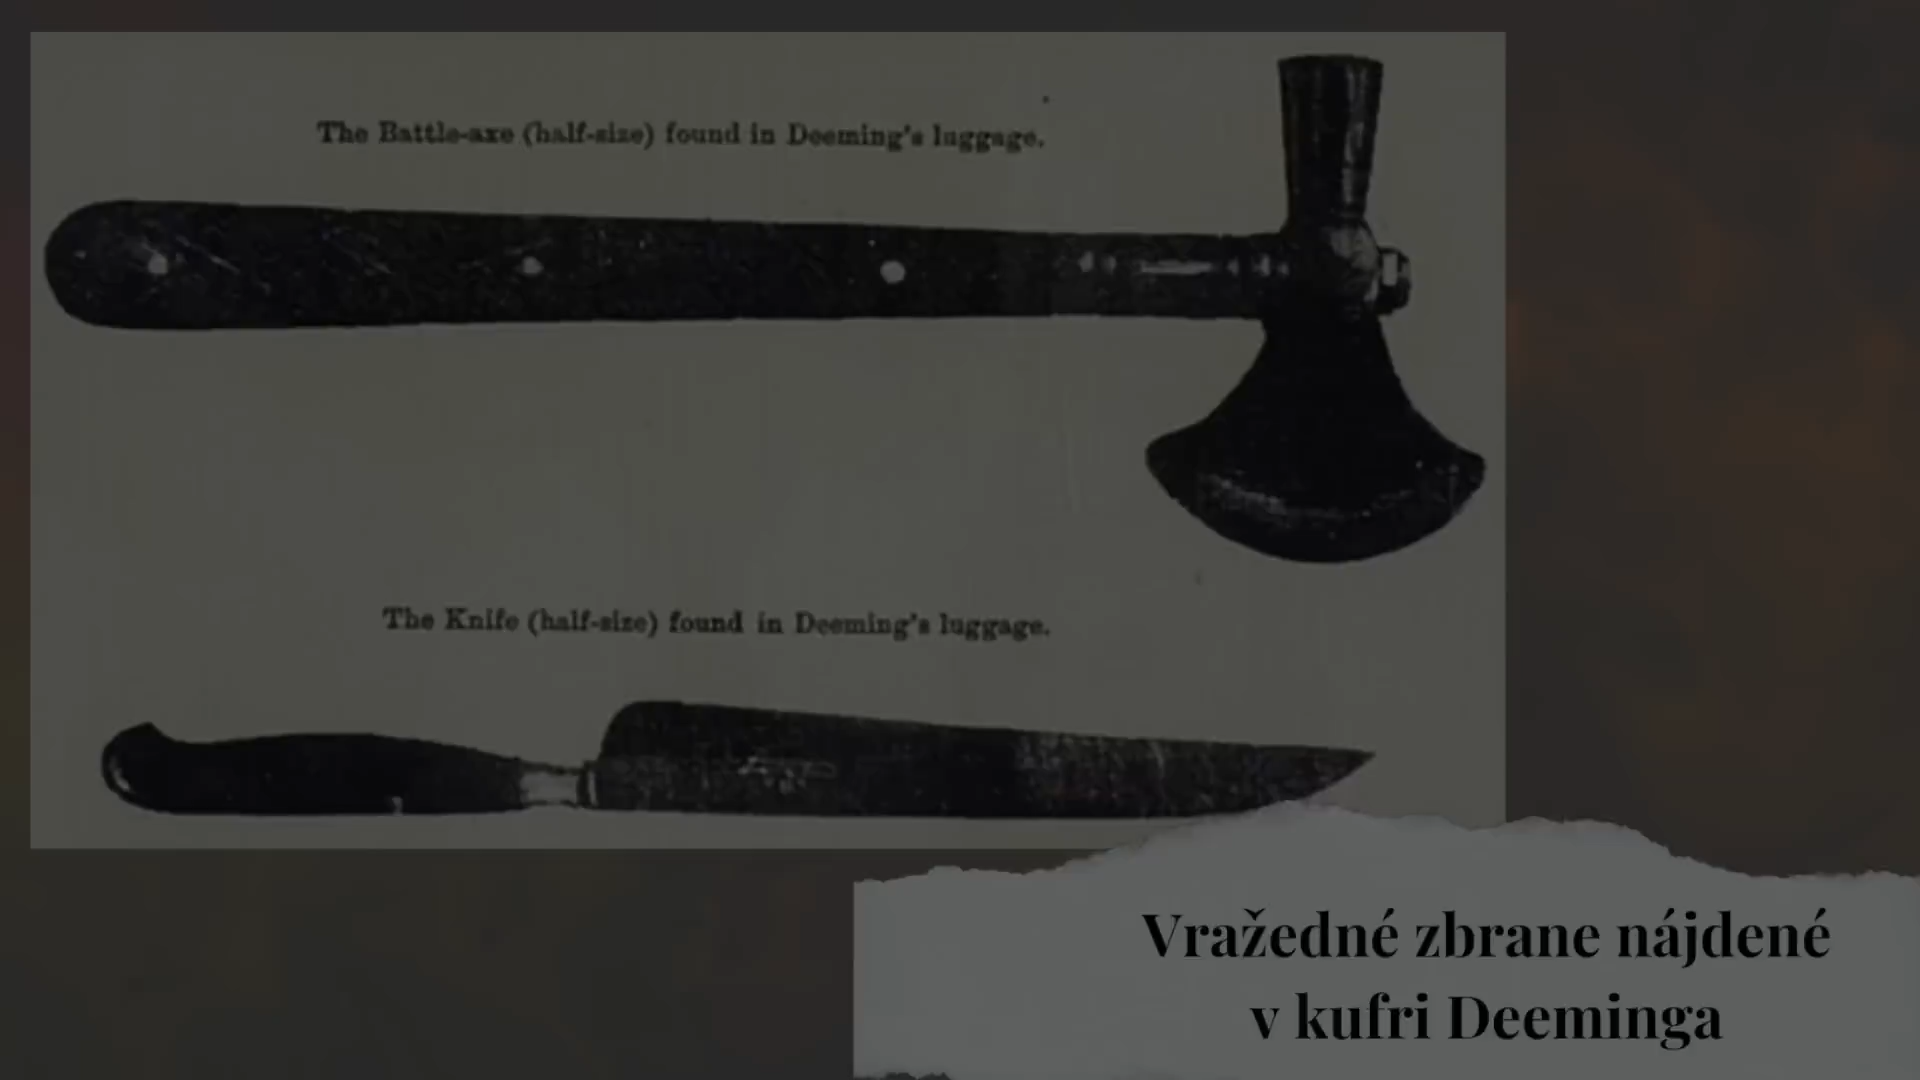 The Battle-axe (half-size) found in Deeming's luggage.
The Knife (half-size) found in Deeming's luggage.
Vražedné zbrane nájdené
v kufri Deeminga